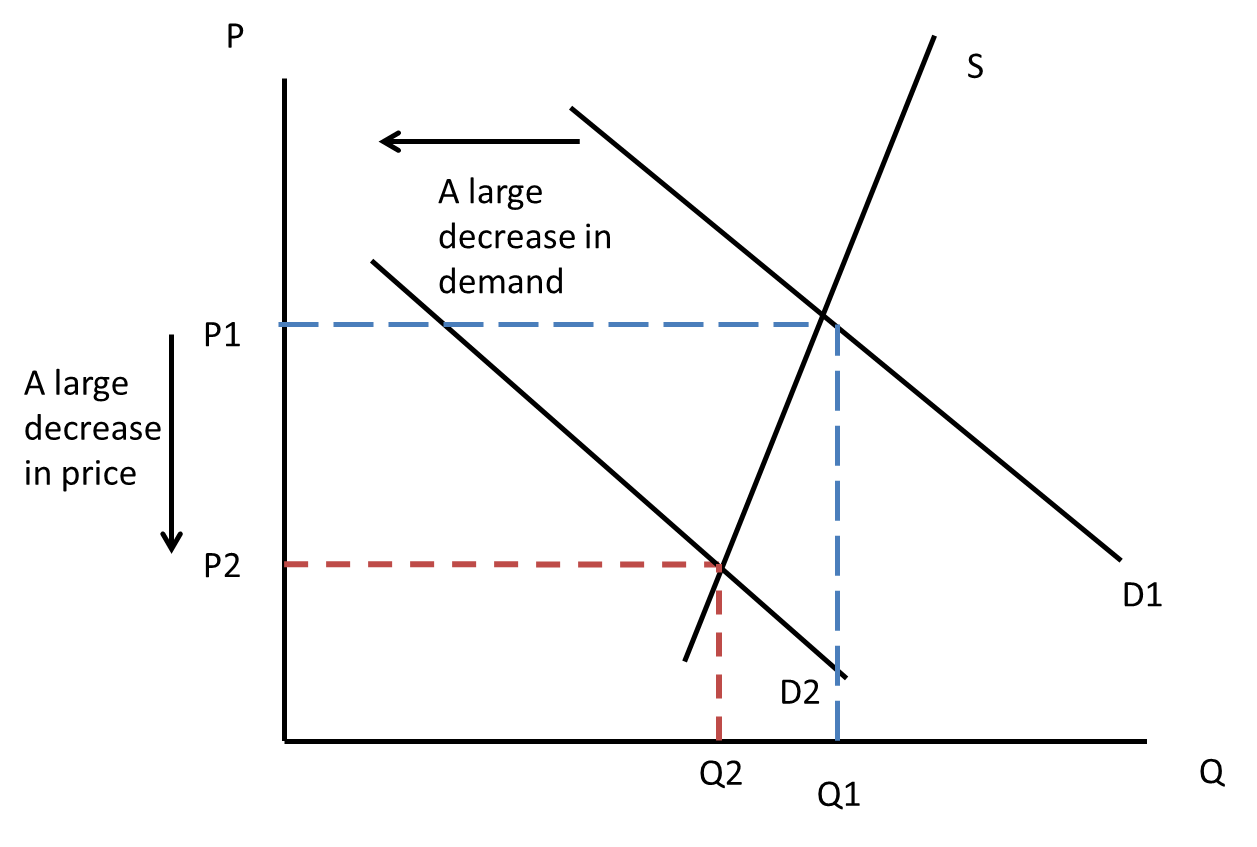 P
S
A large
decrease in
demand
P1
A large
decrease
in price
P2
D1
D2
Q2
Q1
Q